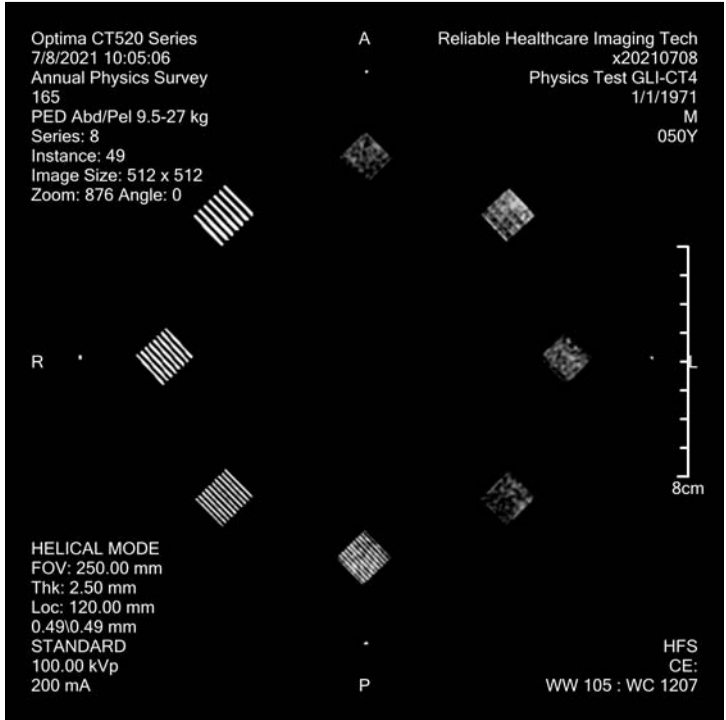 Optima CT520 Series
7/8/2021 10:05:06
Annual Physics Survey
165
PED Abd/Pel 9.5-27 kg
Series: 8
Instance: 49
Image Size: 512 x 512
Zoom: 876 Angle: 0
A
Reliable Healthcare Imaging Tech
x20210708
Physics Test GLI-CT4
1/1/1971
M
050Y
R
L
8cm
HELICAL MODE
FOV: 250.00 mm
Thk: 2.50 mm
Loc: 120.00 mm
0.49\0.49 mm
STANDARD
100.00 kVp
200 mA
P
HFS
CE:
WW 105 : WC 1207